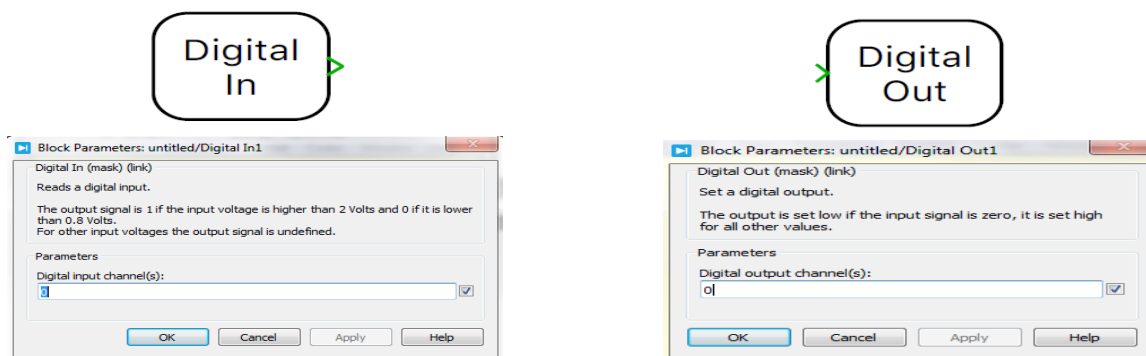 Digital
In
Digital
Out
Block Parameters: untitled/Digital In1
Digital In (mask) (link)
Reads a digital input.
The output signal is 1 if the input voltage is higher than 2 Volts and 0 if it is lower
than 0.8 Volts.
For other input voltages the output signal is undefined.
Parameters
Digital input channel(s):
0
OK
Cancel
Apply
Help
Block Parameters: untitled/Digital Out1
Digital Out (mask) (link)
Set a digital output.
The output is set low if the input signal is zero, it is set high
for all other values.
Parameters
Digital output channel(s):
0
OK
Cancel
Apply
Help